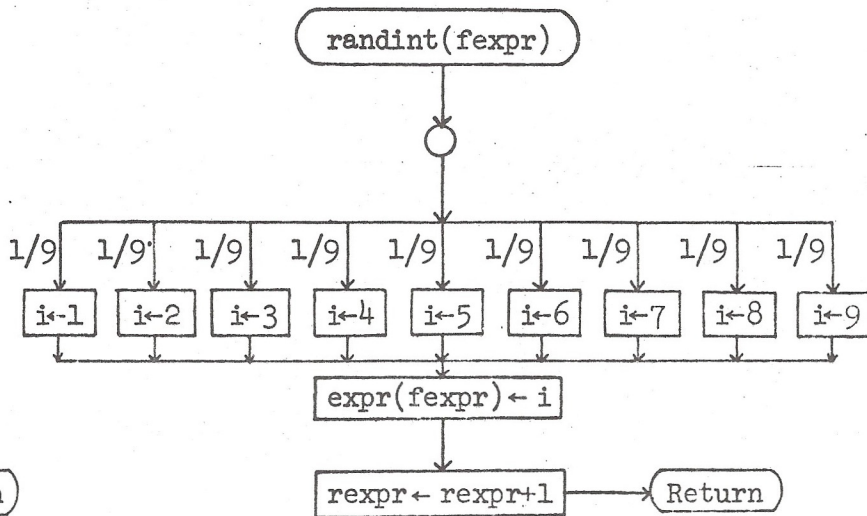 randint(fexpr)
1/9 1/9 1/9 1/9 1/9 1/9 1/9 1/9 1/9
i←1 i←2 i←3 i←4 i←5 i←6 i←7 i←8 i←9
expr(fexpr)← i
rexpr← rexpr+1 Return